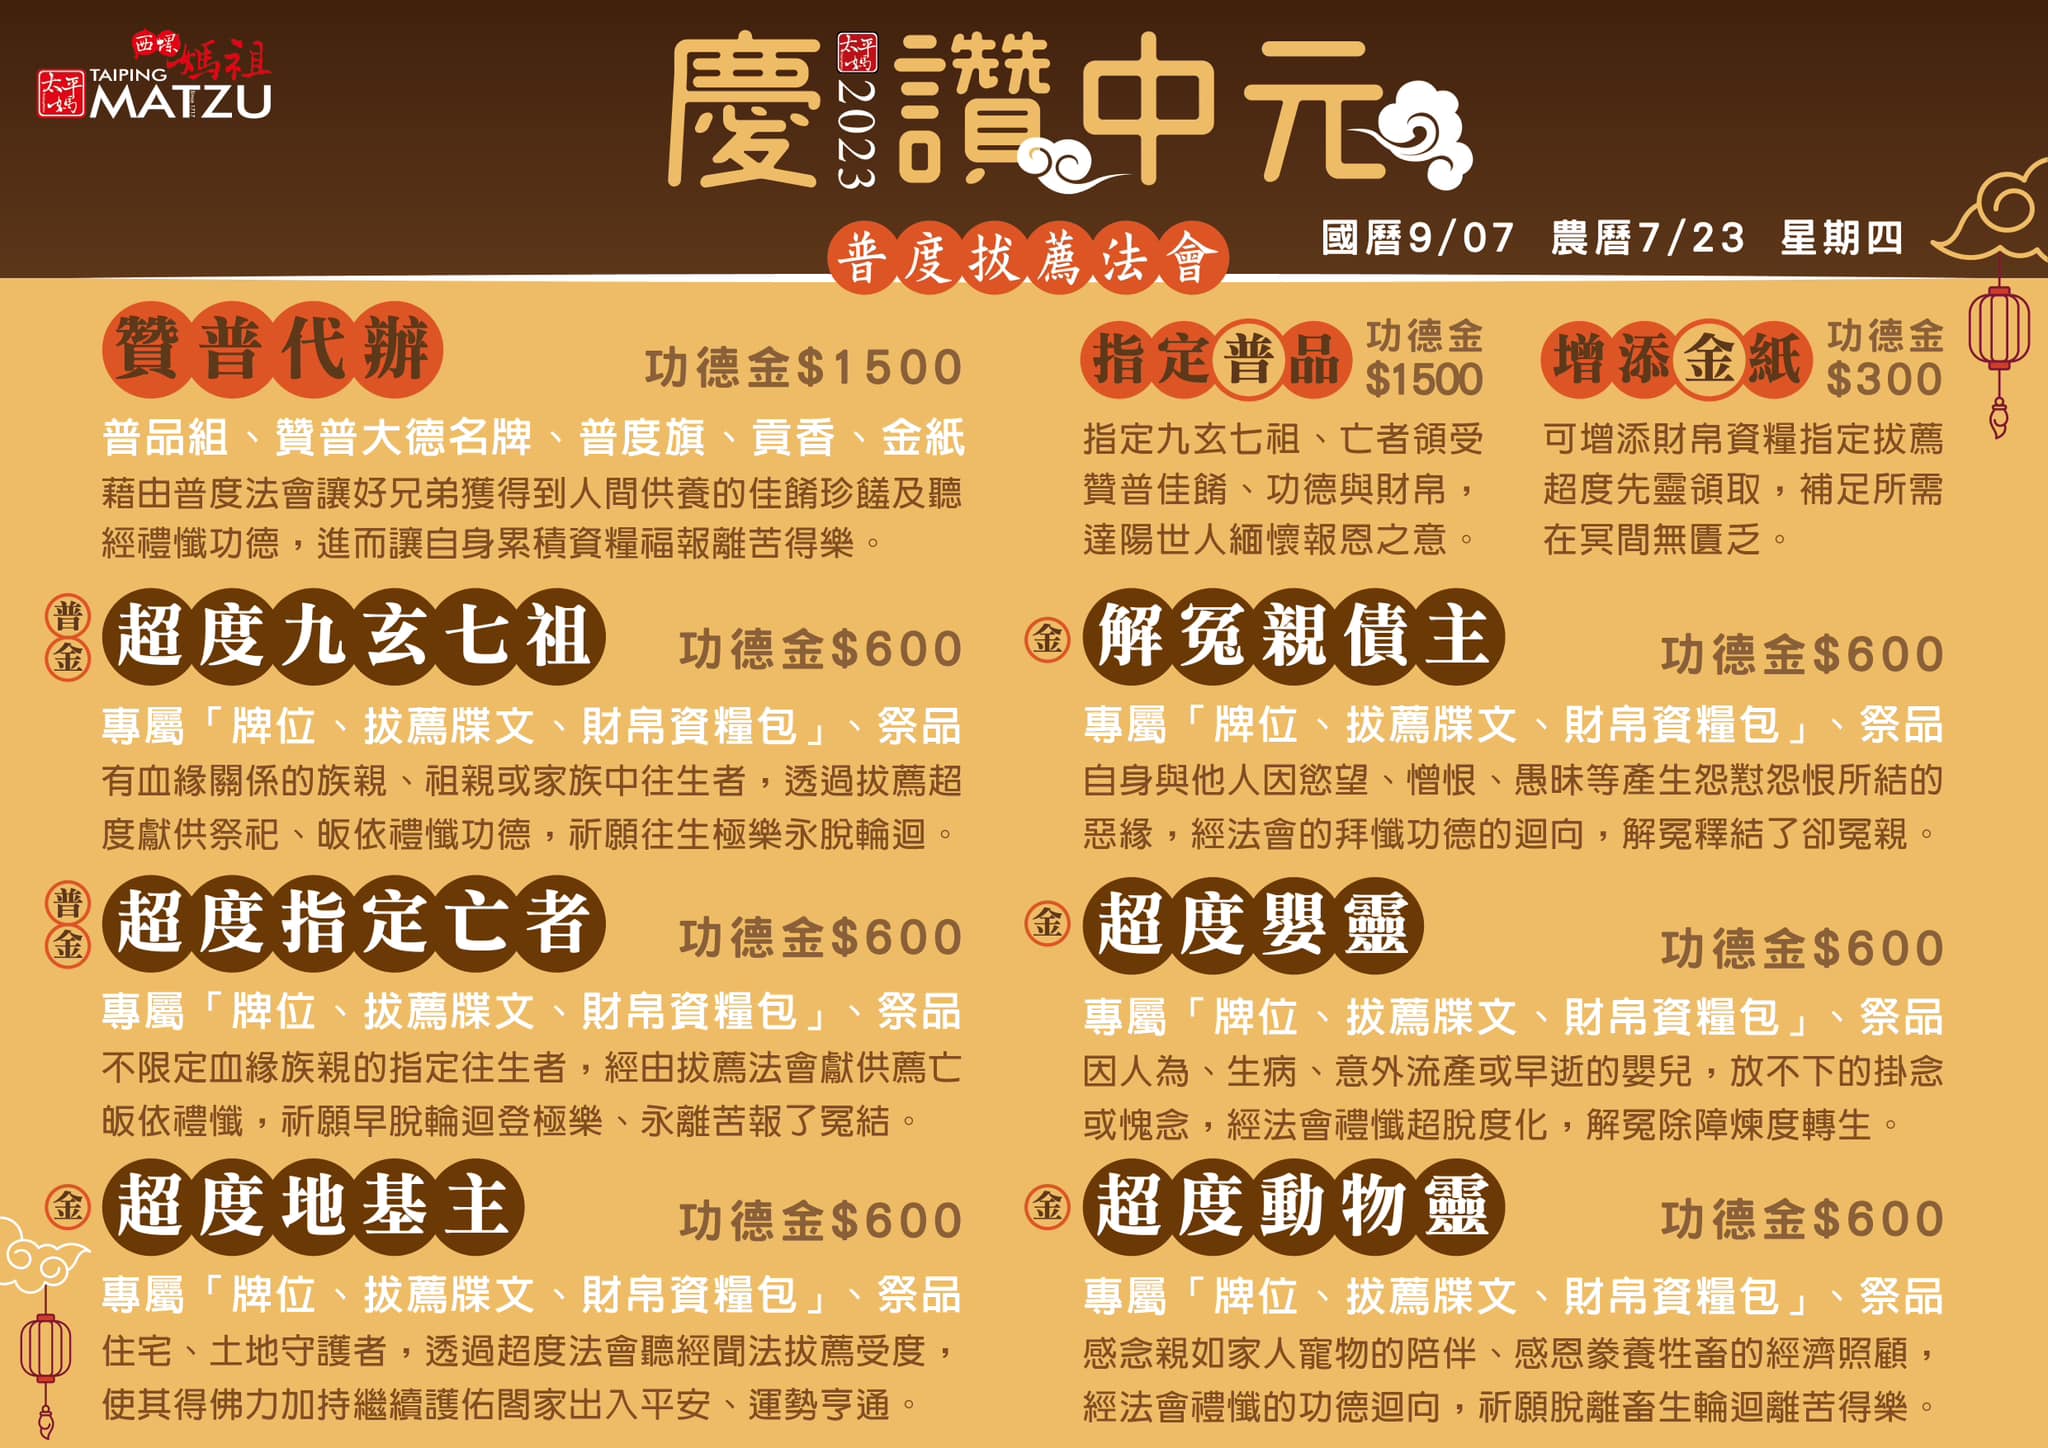 西螺媽祖
太平媽
TAIPING
MATZU
慶讚中元
太平媽
2023
普度拔薦法會
國曆9/07 農曆7/23 星期四
贊普代辦
功德金$1500
普品組、贊普大德名牌、普度旗、貢香、金紙
藉由普度法會讓好兄弟獲得到人間供養的佳餚珍饈及聽
經禮懺功德，進而讓自身累積資糧福報離苦得樂。
指定普品
功德金
$1500
指定九玄七祖、亡者領受
贊普佳餚、功德與財帛，
達陽世人緬懷報恩之意。
增添金紙
功德金
$300
可增添財帛資糧指定拔薦
超度先靈領取，補足所需
在冥間無匱乏。
普
金
超度九玄七祖
功德金$600
專屬「牌位、拔薦牒文、財帛資糧包」、祭品
有血緣關係的族親、祖親或家族中往生者，透過拔薦超
度獻供祭祀、皈依禮懺功德，祈願往生極樂永脫輪迴。
金
解冤親債主
功德金$600
專屬「牌位、拔薦牒文、財帛資糧包」、祭品
自身與他人因慾望、憎恨、愚昧等產生怨懟怨恨所結的
惡緣，經法會的拜懺功德的迴向，解冤釋結了卻冤親。
普
金
超度指定亡者
功德金$600
專屬「牌位、拔薦牒文、財帛資糧包」、祭品
不限定血緣族親的指定往生者，經由拔薦法會獻供薦亡
皈依禮懺，祈願早脫輪迴登極樂、永離苦報了冤結。
金
超度嬰靈
功德金$600
專屬「牌位、拔薦牒文、財帛資糧包」、祭品
因人為、生病、意外流產或早逝的嬰兒，放不下的掛念
或愧念，經法會禮懺超脫度化，解冤除障煉度轉生。
金
超度地基主
功德金$600
專屬「牌位、拔薦牒文、財帛資糧包」、祭品
住宅、土地守護者，透過超度法會聽經聞法拔薦受度，
使其得佛力加持繼續護佑閤家出入平安、運勢亨通。
金
超度動物靈
功德金$600
專屬「牌位、拔薦牒文、財帛資糧包」、祭品
感念親如家人寵物的陪伴、感恩豢養牲畜的經濟照顧，
經法會禮懺的功德迴向，祈願脫離畜生輪迴離苦得樂。